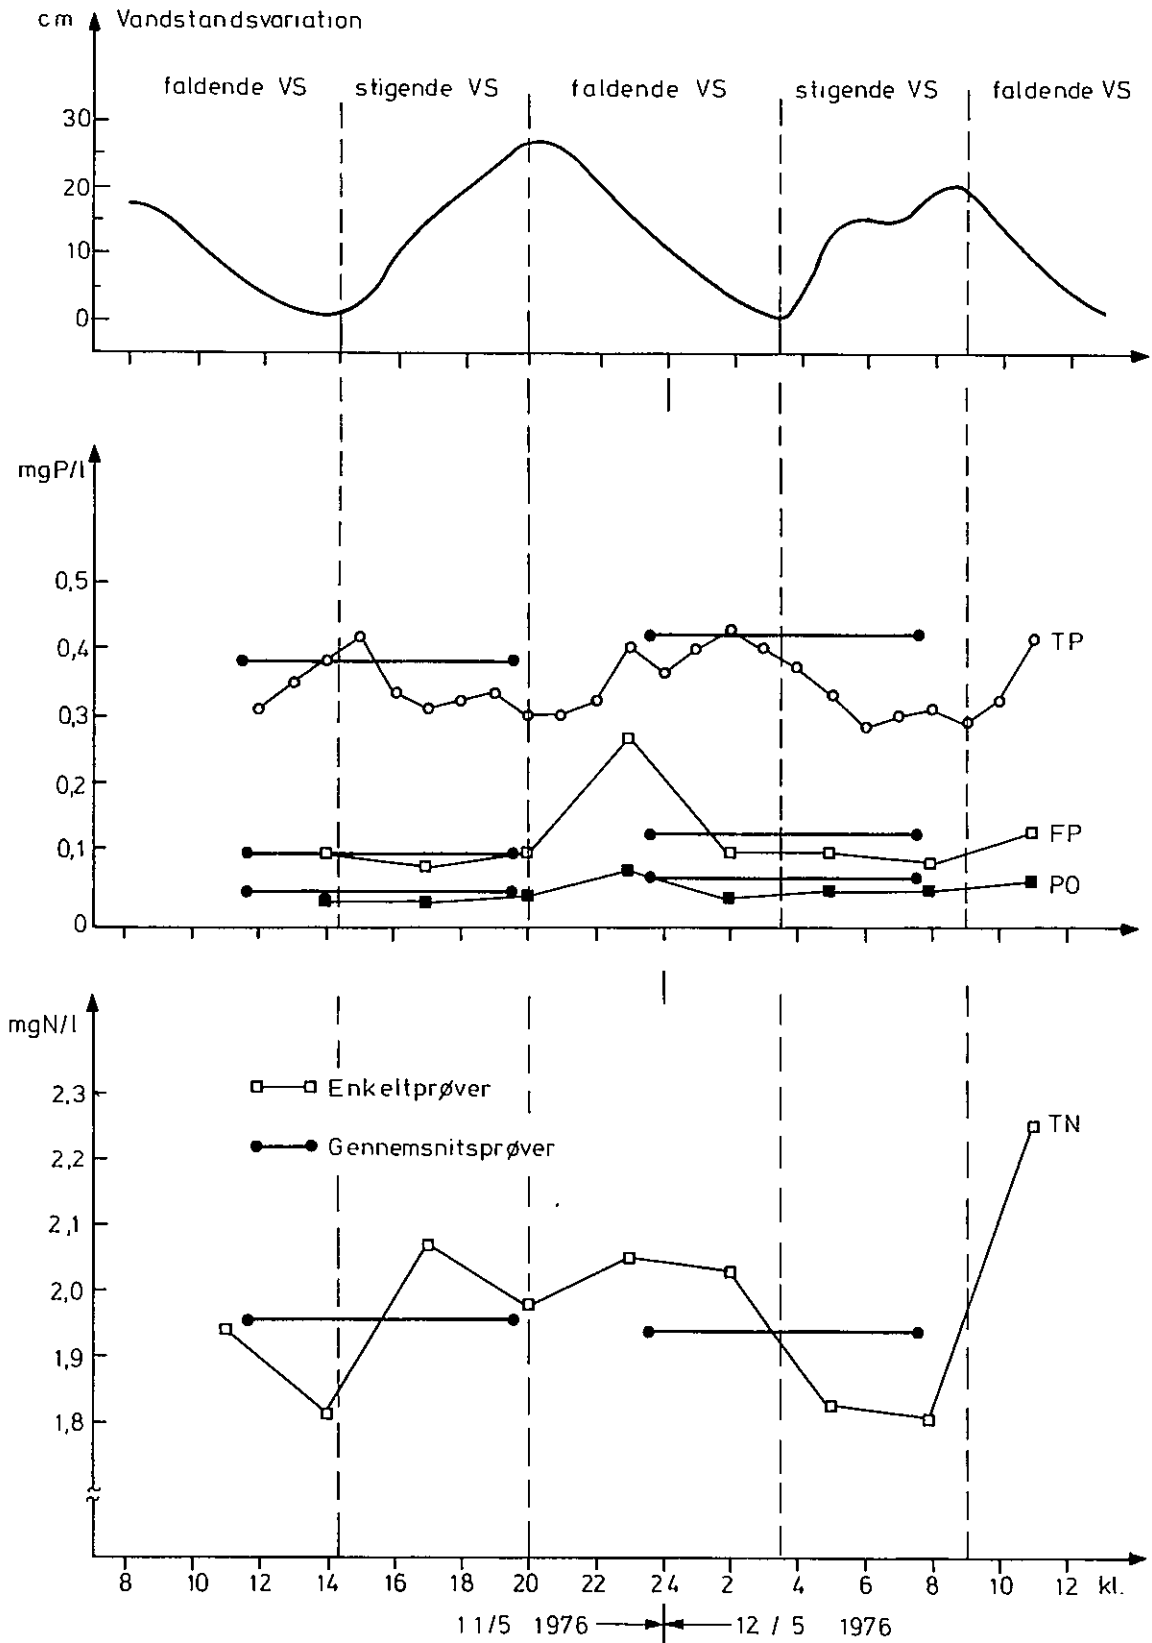 cm Vandstandsvariation
faldende VS stigende VS faldende VS stigende VS faldende VS
30
20
10
0
mgP/l
0,5
0,4
0,3
0,2
0,1
0
TP
FP
PO
mgN/l
2,3
2,2
2,1
2,0
1,9
1,8
Enkeltprøver
Gennemsnitsprøver
TN
8 10 12 14 16 18 20 22 24 2 4 6 8 10 12 kl.
11/5 1976 12/5 1976